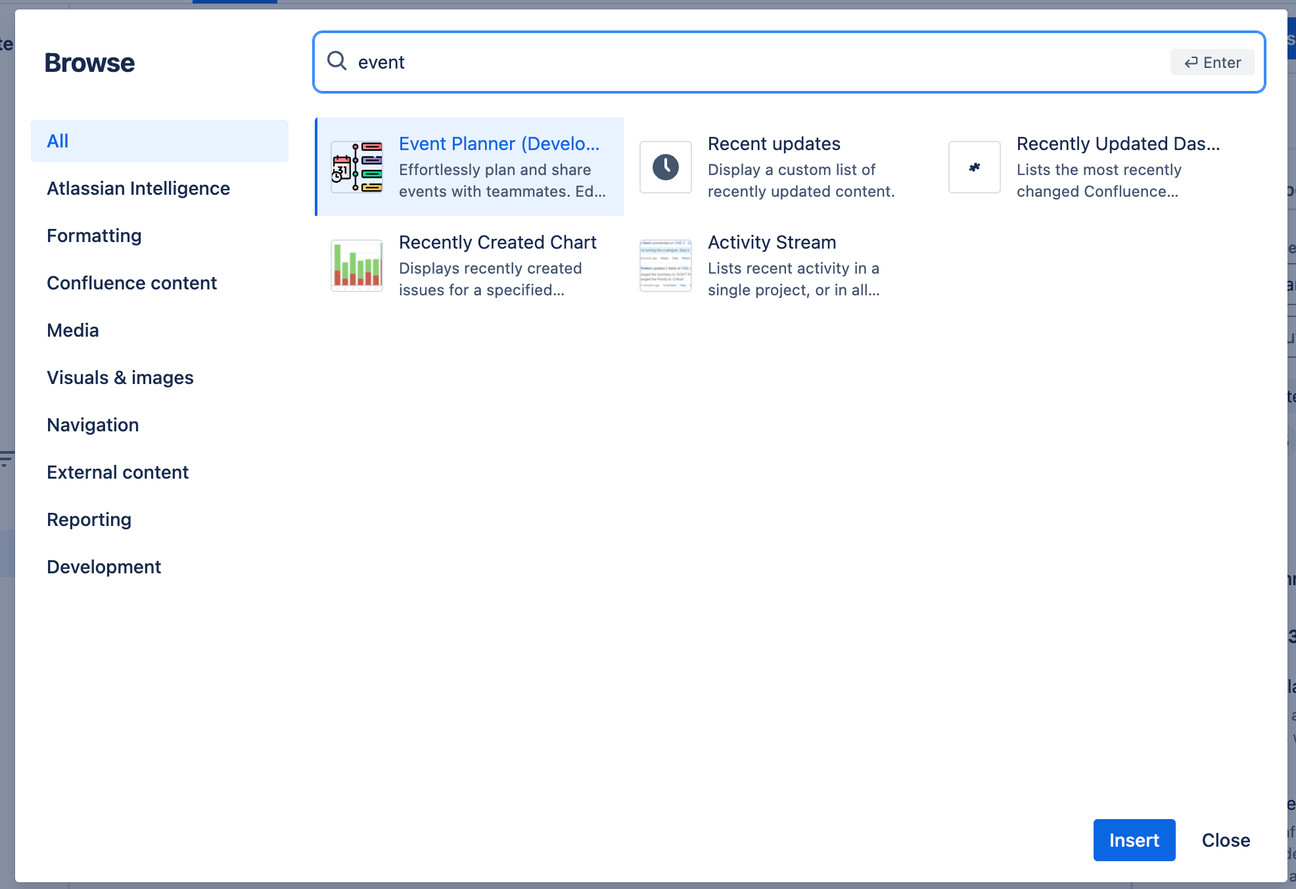 Browse
event
Enter
All
Atlassian Intelligence
Formatting
Confluence content
Media
Visuals & images
Navigation
External content
Reporting
Development
Event Planner (Develo...
Effortlessly plan and share
events with teammates. Ed...
Recent updates
Display a custom list of
recently updated content.
Recently Updated Das...
Lists the most recently
changed Confluence...
31
Recently Created Chart
Displays recently created
issues for a specified...
Activity Stream
Lists recent activity in a
single project, or in all...
Insert
Close